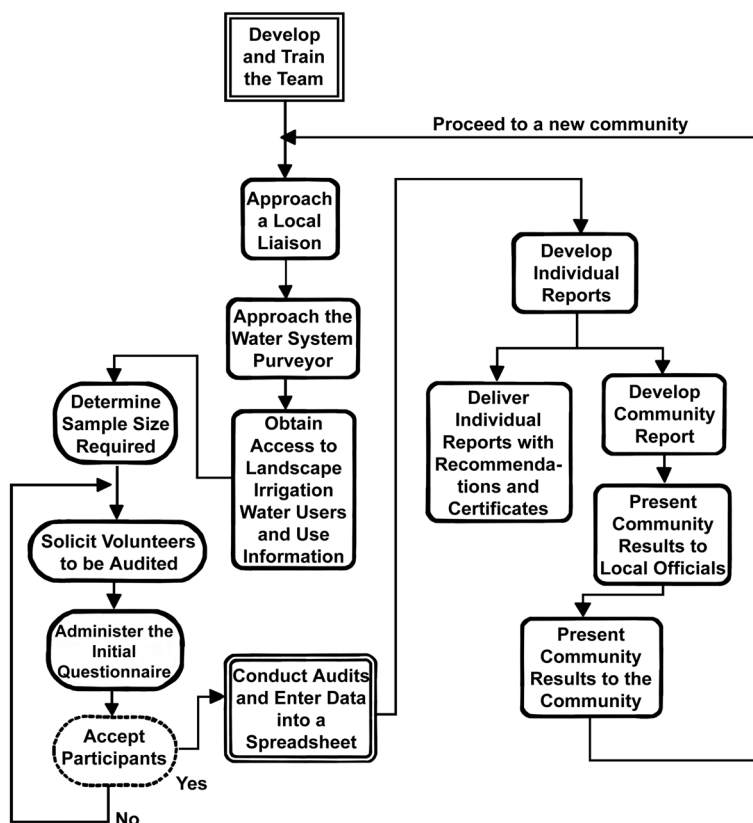 Develop
and Train
the Team
Proceed to a new community
Approach
a Local
Liaison
Approach the
Water System
Purveyor
Obtain
Access to
Landscape
Irrigation
Water Users
and Use
Information
Determine
Sample Size
Required
Solicit Volunteers
to be Audited
Administer the
Initial
Questionnaire
Accept
Participants
Yes
No
Conduct Audits
and Enter Data
into a
Spreadsheet
Develop
Individual
Reports
Deliver
Individual
Reports with
Recommenda-
tions and
Certificates
Develop
Community
Report
Present
Community
Results to
Local Officials
Present
Community
Results to the
Community